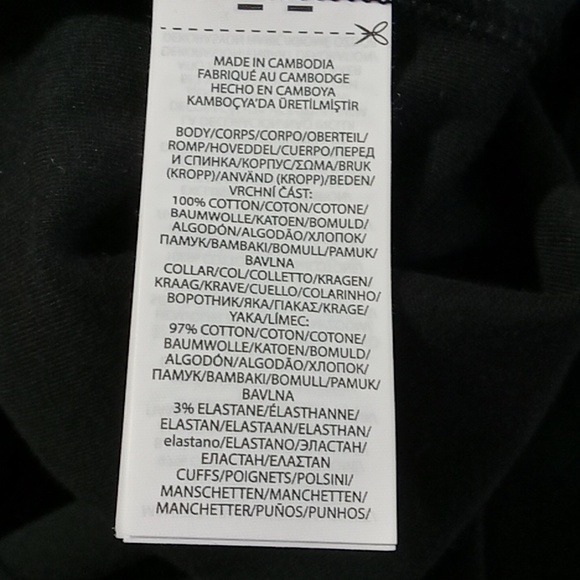 MADE IN CAMBODIA
FABRIQUÉ AU CAMBODGE
HECHO EN CAMBOYA
KAMBOÇYA'DA ÜRETİLMİŞTİR
BODY/CORPS/CORPO/OBERTEIL/
ROMP/HOVEDDEL/CUERPO/ПЕРЕД
И СПИНКА/КОРПУС/ΣΩΜΑ/BRUK
(KROPP)/ANVÄND (KROPP)/BEDEN/
VRCHNÍ ČÁST:
100% COTTON/COTON/COTONE/
BAUMWOLLE/KATOEN/BOMULD/
ALGODÓN/ALGODÃO/ХЛОПОК/
ПАМУК/ΒΑΜΒΑΚΙ/BOMULL/PAMUK/
BAVLNA
COLLAR/COL/COLLETTO/KRAGEN/
KRAAG/KRAVE/CUELLO/COLARINHO/
ВОРОТНИК/ЯКА/ΓΙΑΚΑΣ/KRAGE/
YAKA/LÍMEC:
97% COTTON/COTON/COTONE/
BAUMWOLLE/KATOEN/BOMULD/
ALGODÓN/ALGODÃO/ХЛОПОК/
ПАМУК/ΒΑΜΒΑΚΙ/BOMULL/PAMUK/
BAVLNA
3% ELASTANE/ÉLASTHANNE/
ELASTAN/ELASTAAN/ELASTHAN/
elastano/ELASTANO/ЭЛАСТАН/
ЕЛАСТАН/ΕΛΑΣΤΑΝ
CUFFS/POIGNETS/POLSINI/
MANSCHETTEN/MANCHETTEN/
MANCHETTER/PUÑOS/PUNHOS/